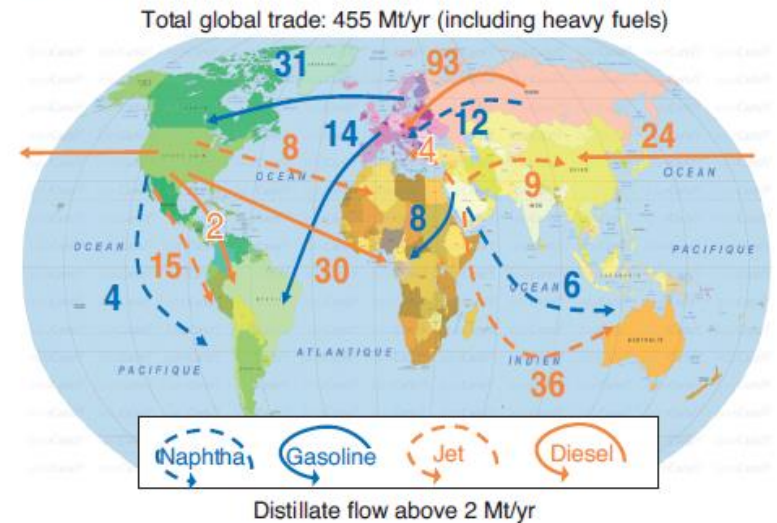 Total global trade: 455 Mt/yr (including heavy fuels)
31
93
14
12
8
4
24
OCEAN
OCEAN
9
8
2
OCEAN
PACIFIQUE
15
30
OCEAN
6
4
ATLANTIQUE
INDIEN
AUSTRALIE
PACIFIQUE
36
Naphtha
Gasoline
Jet
Diesel
Distillate flow above 2 Mt/yr